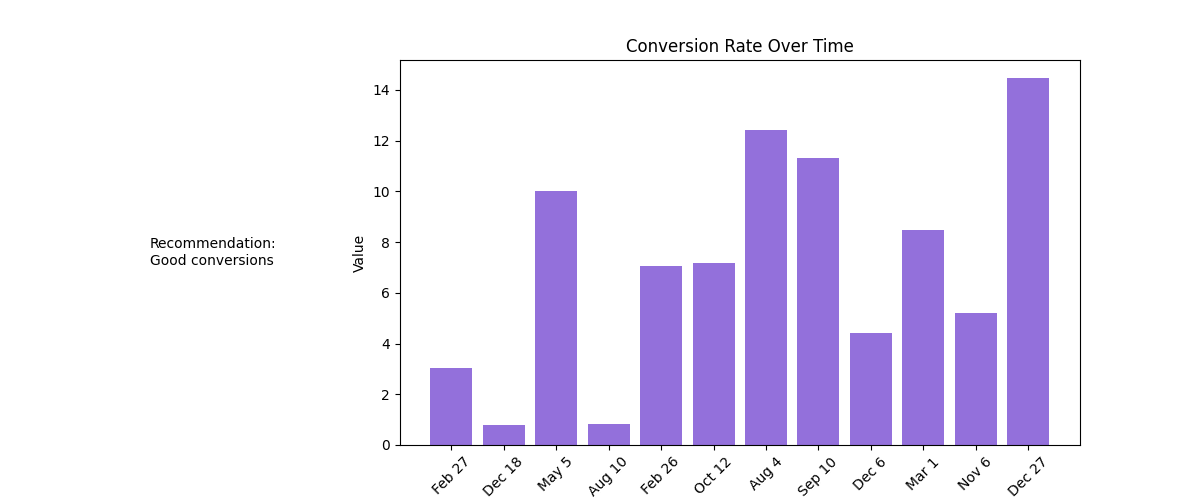 Conversion Rate Over Time
Recommendation:
Good conversions
Value
14
12
10
8
6
4
2
0
Feb 27
Dec 18
May 5
Aug 10
Feb 26
Oct 12
Aug 4
Sep 10
Dec 6
Mar 1
Nov 6
Dec 27